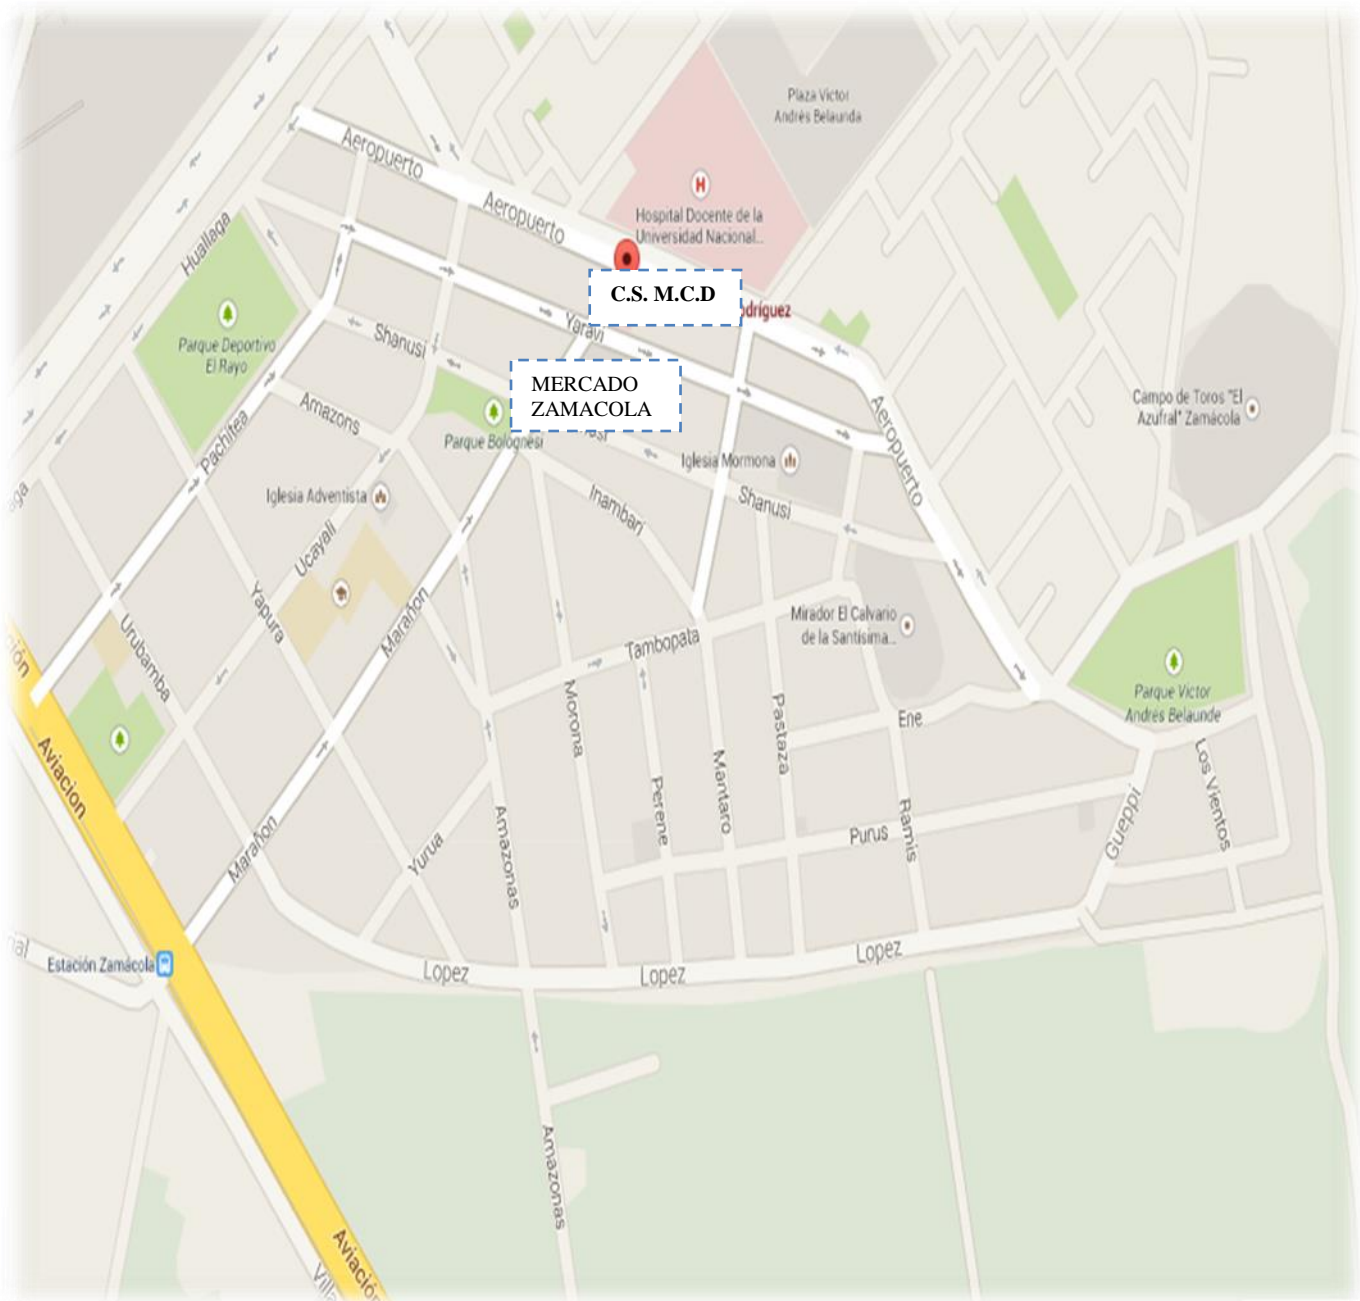 Plaza Victor
Andrés Belaunda
Aeropuerto
Aeropuerto
Hospital Docente de la
Universidad Nacional...
Huallaga
C.S. M.C.D
odríguez
Parque Deportivo
El Rayo
Shanusi
Yaravi
MERCADO
ZAMACOLA
Campo de Toros "El
Azufral" Zamácola
Amazons
Parque Bolognesi
Aeropuerto
Pachitea
Iglesia Mormona
Iglesia Adventista
Inambari
Shanusi
Ucayali
Yapura
Marañon
Urubamba
Tambopata
Mirador El Calvario
de la Santísima...
Parque Victor
Andrés Belaunde
Ene
Morona
Pastaza
Aviacion
Mantaro
Perene
Los Vientos
Amazonas
Ramis
Purus
Gueppi
Marañon
Yurua
Estación Zamácola
Lopez
Lopez
Lopez
Amazonas
Aviación
Villa